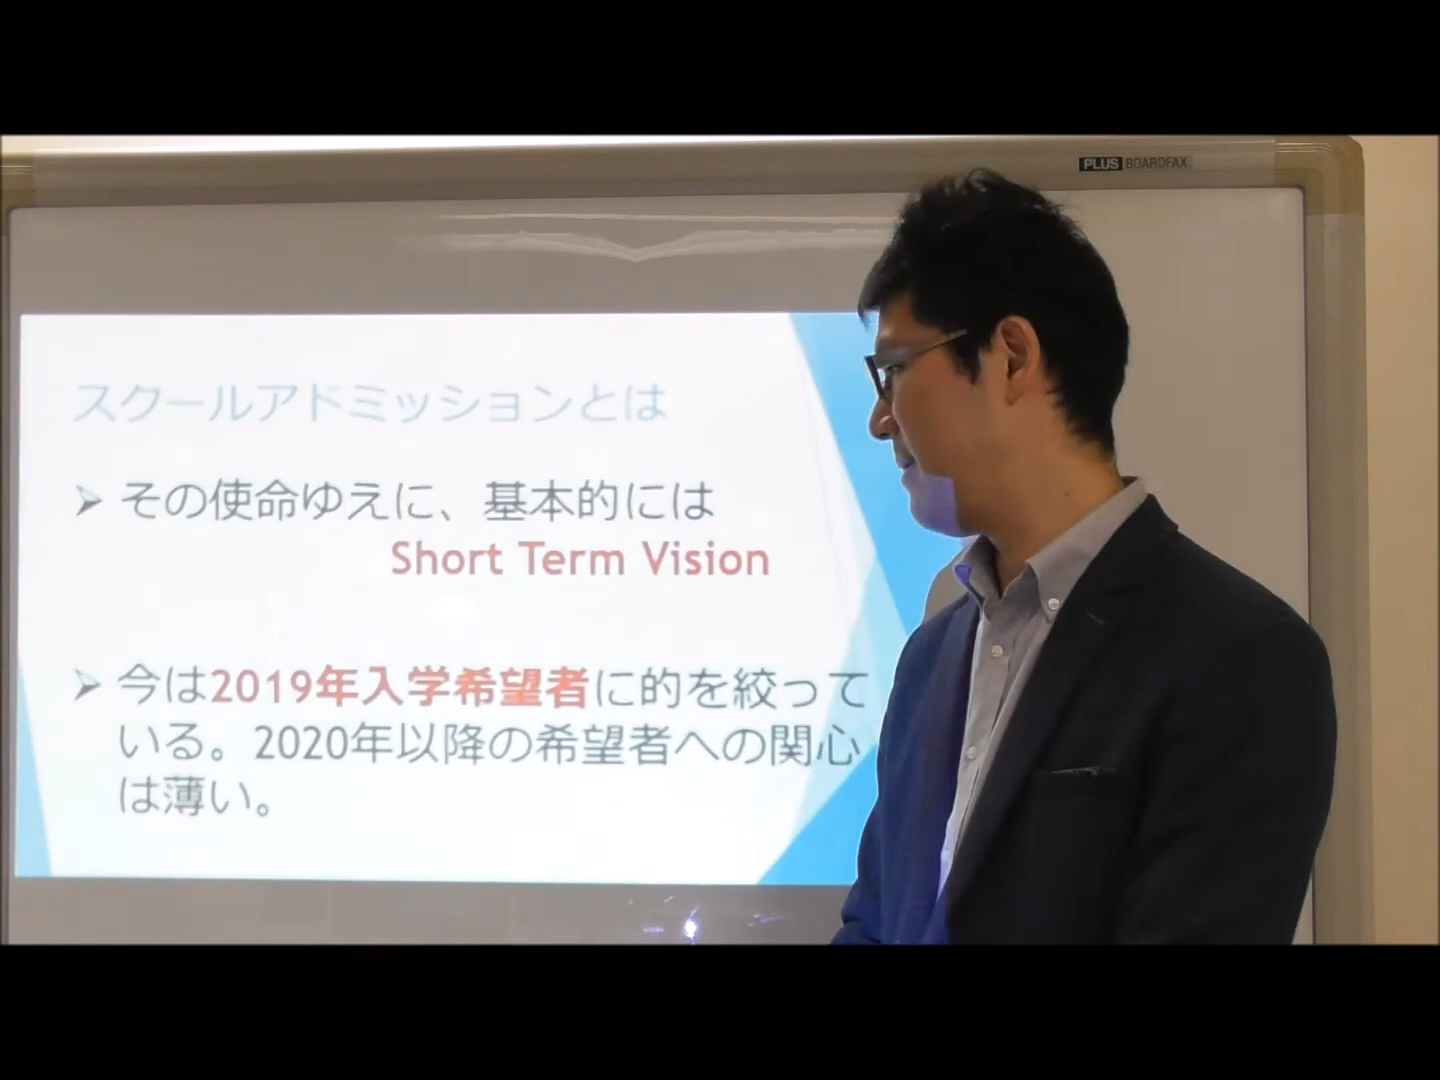 PLUS BOARDFAX
スクールアドミッションとは
その使命ゆえに、基本的には
Short Term Vision
今は2019年入学希望者に的を絞って
いる。2020年以降の希望者への関心
は薄い。